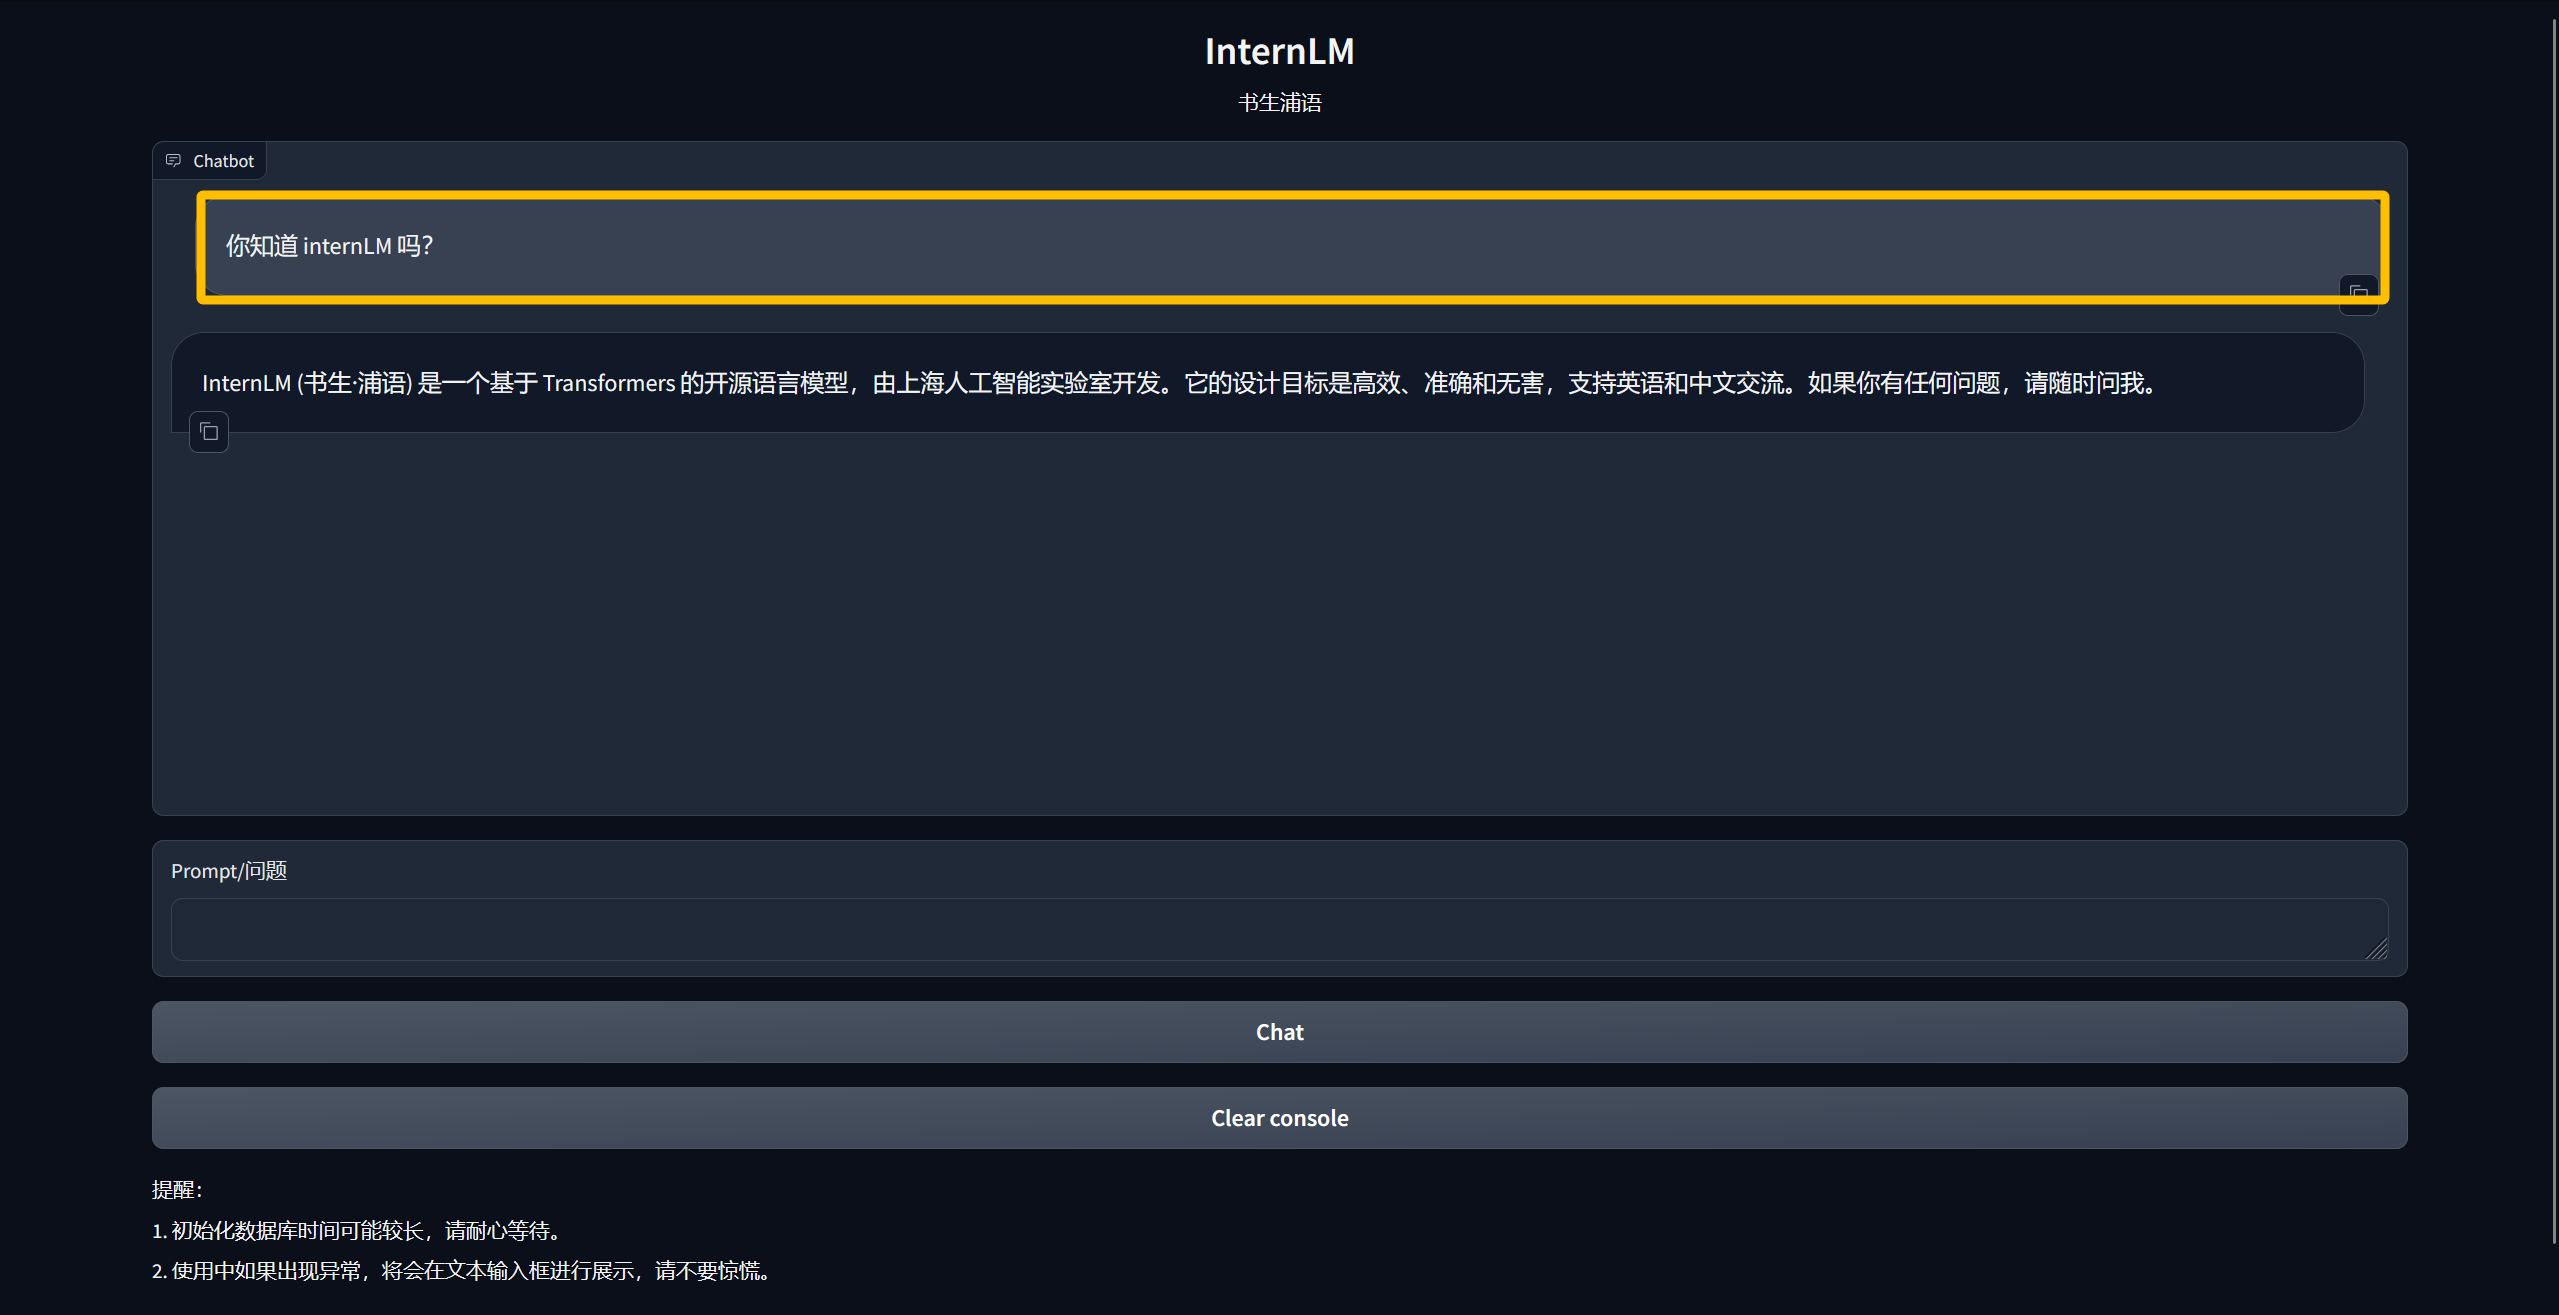 InternLM
书生浦语
Chatbot
你知道 internLM 吗？
InternLM (书生·浦语) 是一个基于 Transformers 的开源语言模型，由上海人工智能实验室开发。它的设计目标是高效、准确和无害，支持英语和中文交流。如果你有任何问题，请随时问我。
Prompt/问题
Chat
Clear console
提醒：
1. 初始化数据库时间可能较长，请耐心等待。
2. 使用中如果出现异常，将会在文本输入框进行展示，请不要惊慌。